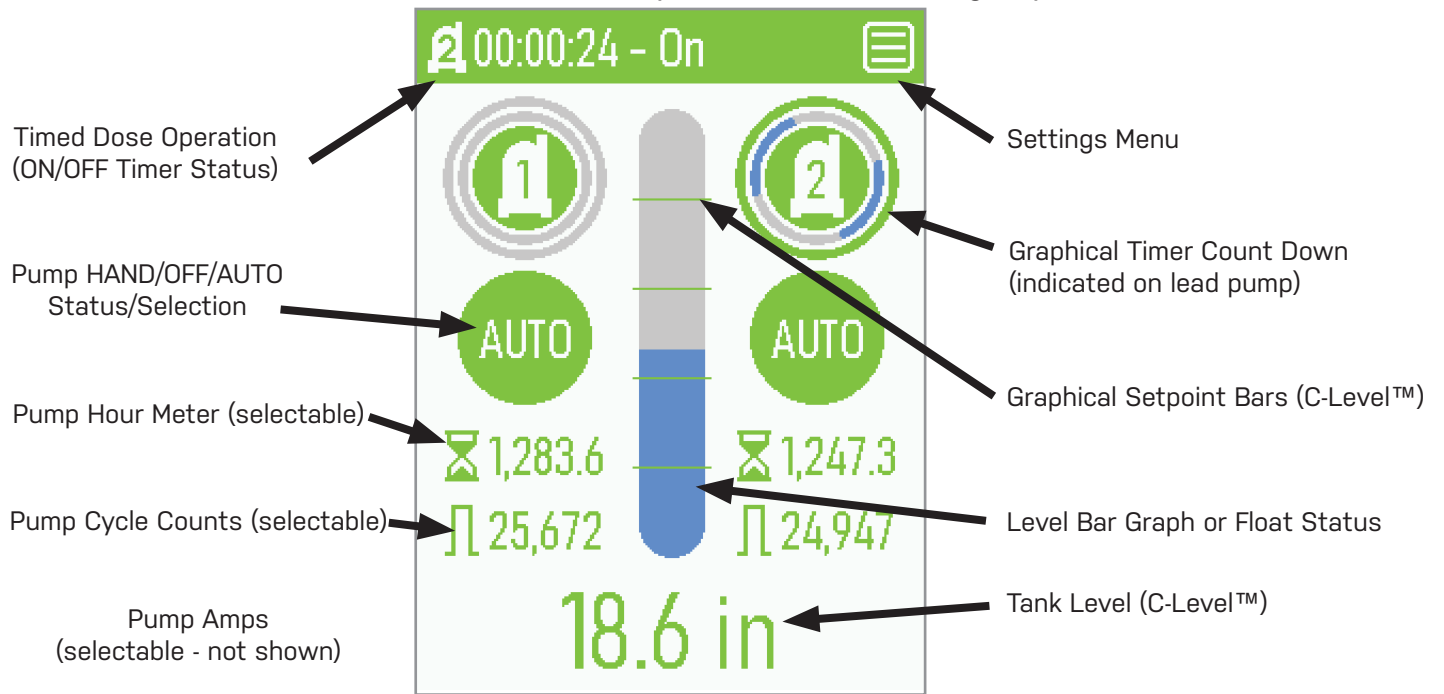 2 00:00:24 - On
Timed Dose Operation
(ON/OFF Timer Status)
Pump HAND/OFF/AUTO
Status/Selection
Pump Hour Meter (selectable)
Pump Cycle Counts (selectable)
Pump Amps
(selectable - not shown)
1
2
AUTO
AUTO
1,283.6
1,247.3
25,672
24,947
18.6 in
Settings Menu
Graphical Timer Count Down
(indicated on lead pump)
Graphical Setpoint Bars (C-Level™)
Level Bar Graph or Float Status
Tank Level (C-Level™)